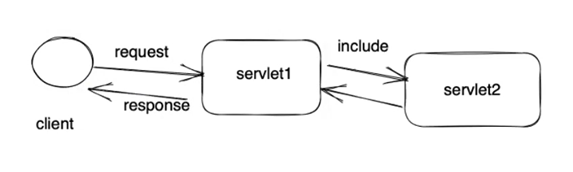 request
include
servlet1
servlet2
response
client